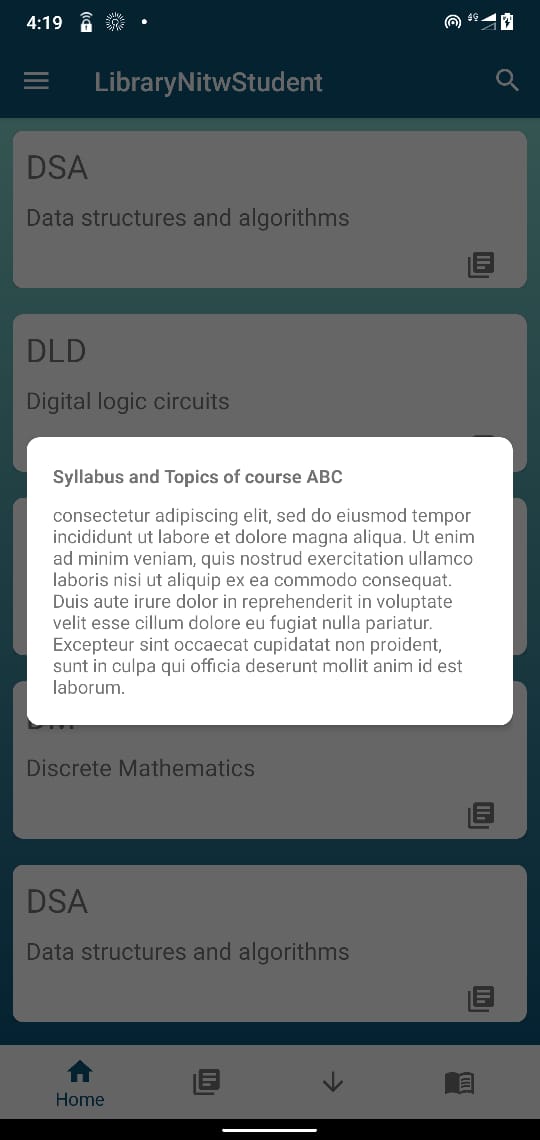 4:19
4G
LibraryNitwStudent
DSA
Data structures and algorithms
DLD
Digital logic circuits
Syllabus and Topics of course ABC
consectetur adipiscing elit, sed do eiusmod tempor
incididunt ut labore et dolore magna aliqua. Ut enim
ad minim veniam, quis nostrud exercitation ullamco
laboris nisi ut aliquip ex ea commodo consequat.
Duis aute irure dolor in reprehenderit in voluptate
velit esse cillum dolore eu fugiat nulla pariatur.
Excepteur sint occaecat cupidatat non proident,
sunt in culpa qui officia deserunt mollit anim id est
laborum.
Discrete Mathematics
DSA
Data structures and algorithms
Home